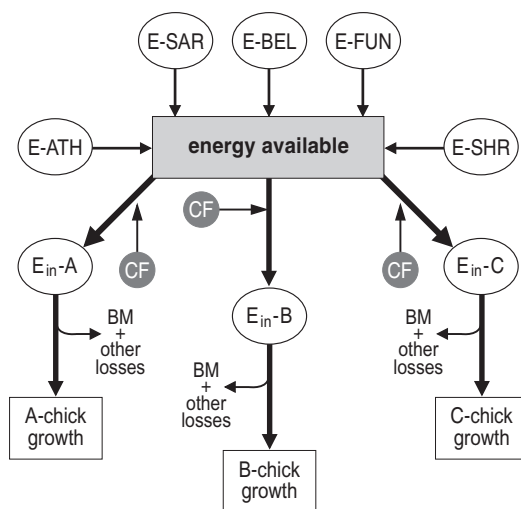 E-SAR
E-BEL
E-FUN
E-ATH
energy available
E-SHR
CF
CF
CF
Ein-A
Ein-B
Ein-C
BM
+
other
losses
BM
+
other
losses
BM
+
other
losses
A-chick
growth
B-chick
growth
C-chick
growth